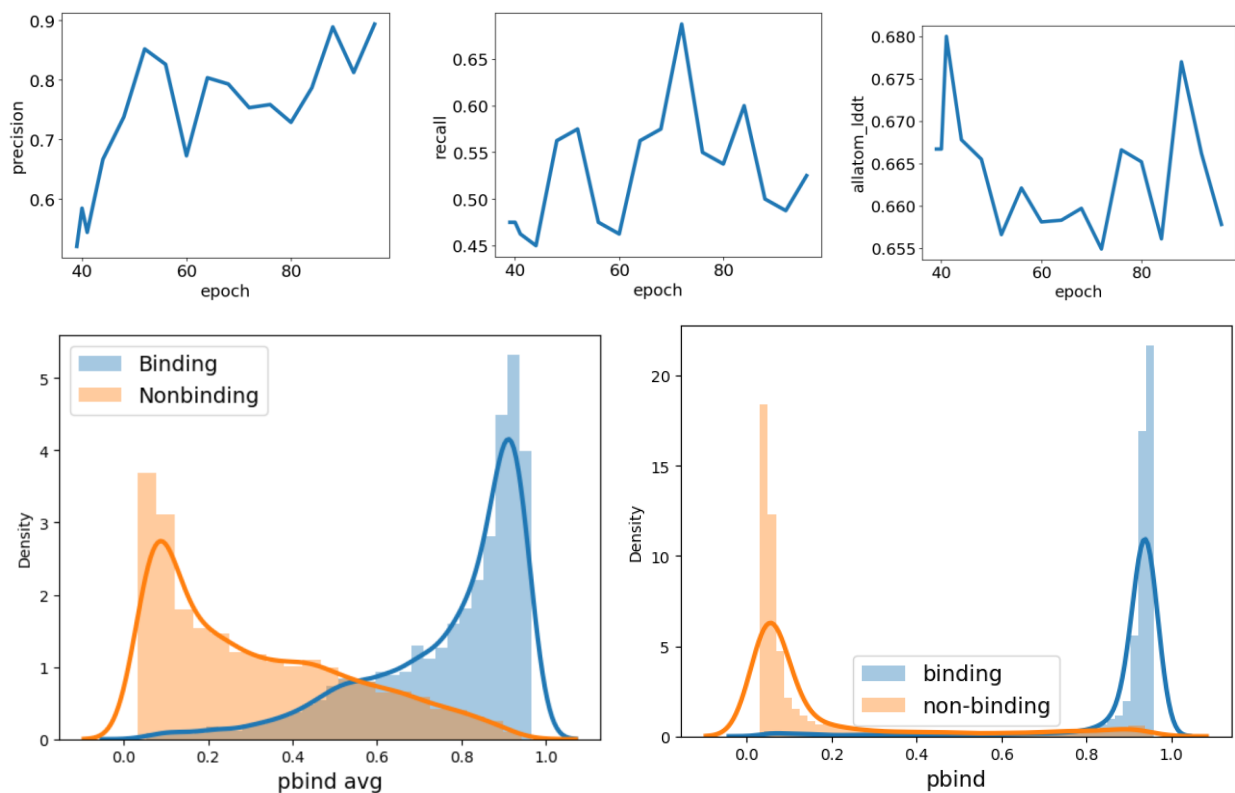 0.9
0.8
0.7
0.6
precision
40
60
80
epoch
0.65
0.60
0.55
0.50
0.45
recall
40
60
80
epoch
0.680
0.675
0.670
0.665
0.660
0.655
allatom_lddt
40
60
80
epoch
Binding
Nonbinding
5
4
3
2
1
0
Density
0.0 0.2 0.4 0.6 0.8 1.0
pbind avg
20
15
10
5
0
Density
binding
non-binding
0.0 0.2 0.4 0.6 0.8 1.0
pbind